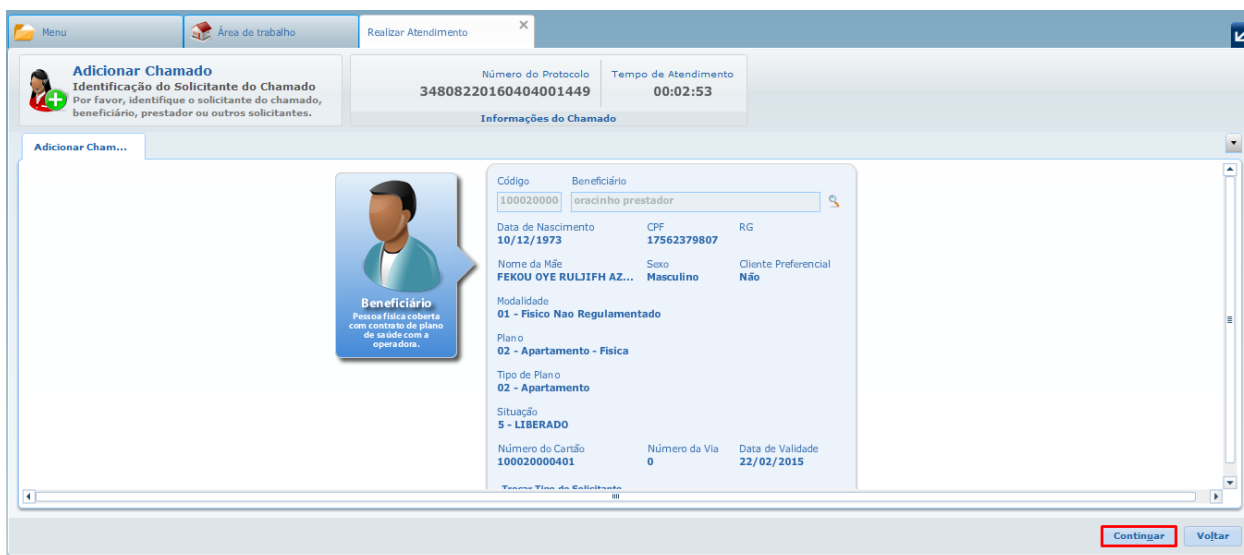 Menu
Área de trabalho
Realizar Atendimento
Adicionar Chamado
Identificação do Solicitante do Chamado
Por favor, identifique o solicitante do chamado,
beneficiário, prestador ou outros solicitantes.
Número do Protocolo
34808220160404001449
Tempo de Atendimento
00:02:53
Informações do Chamado
Adicionar Cham...
Beneficiário
Pessoa física coberta
com contrato de plano
de saúde com a
operadora.
Código Beneficiário
100020000 oracinho prestador
Data de Nascimento CPF RG
10/12/1973 17562379807
Nome da Mãe Sexo Cliente Preferencial
FEKOU OYE RULJIFH AZ... Masculino Não
Modalidade
01 - Fisico Nao Regulamentado
Plano
02 - Apartamento - Fisica
Tipo de Plano
02 - Apartamento
Situação
5 - LIBERADO
Número do Cartão Número da Via Data de Validade
100020000401 0 22/02/2015
Trocar Tipo de Solicitante
Continuar Voltar